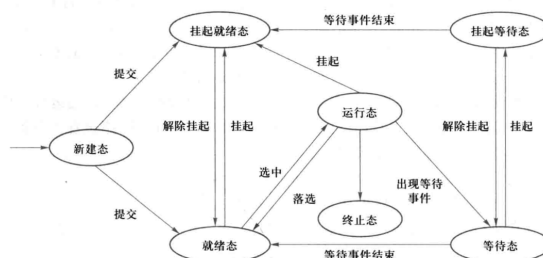 等待事件结束
挂起就绪态
挂起等待态
挂起
提交
运行态
解除挂起
挂起
解除挂起
挂起
新建态
选中
落选
出现等待
事件
提交
终止态
就绪态
等待态
等待事件结束